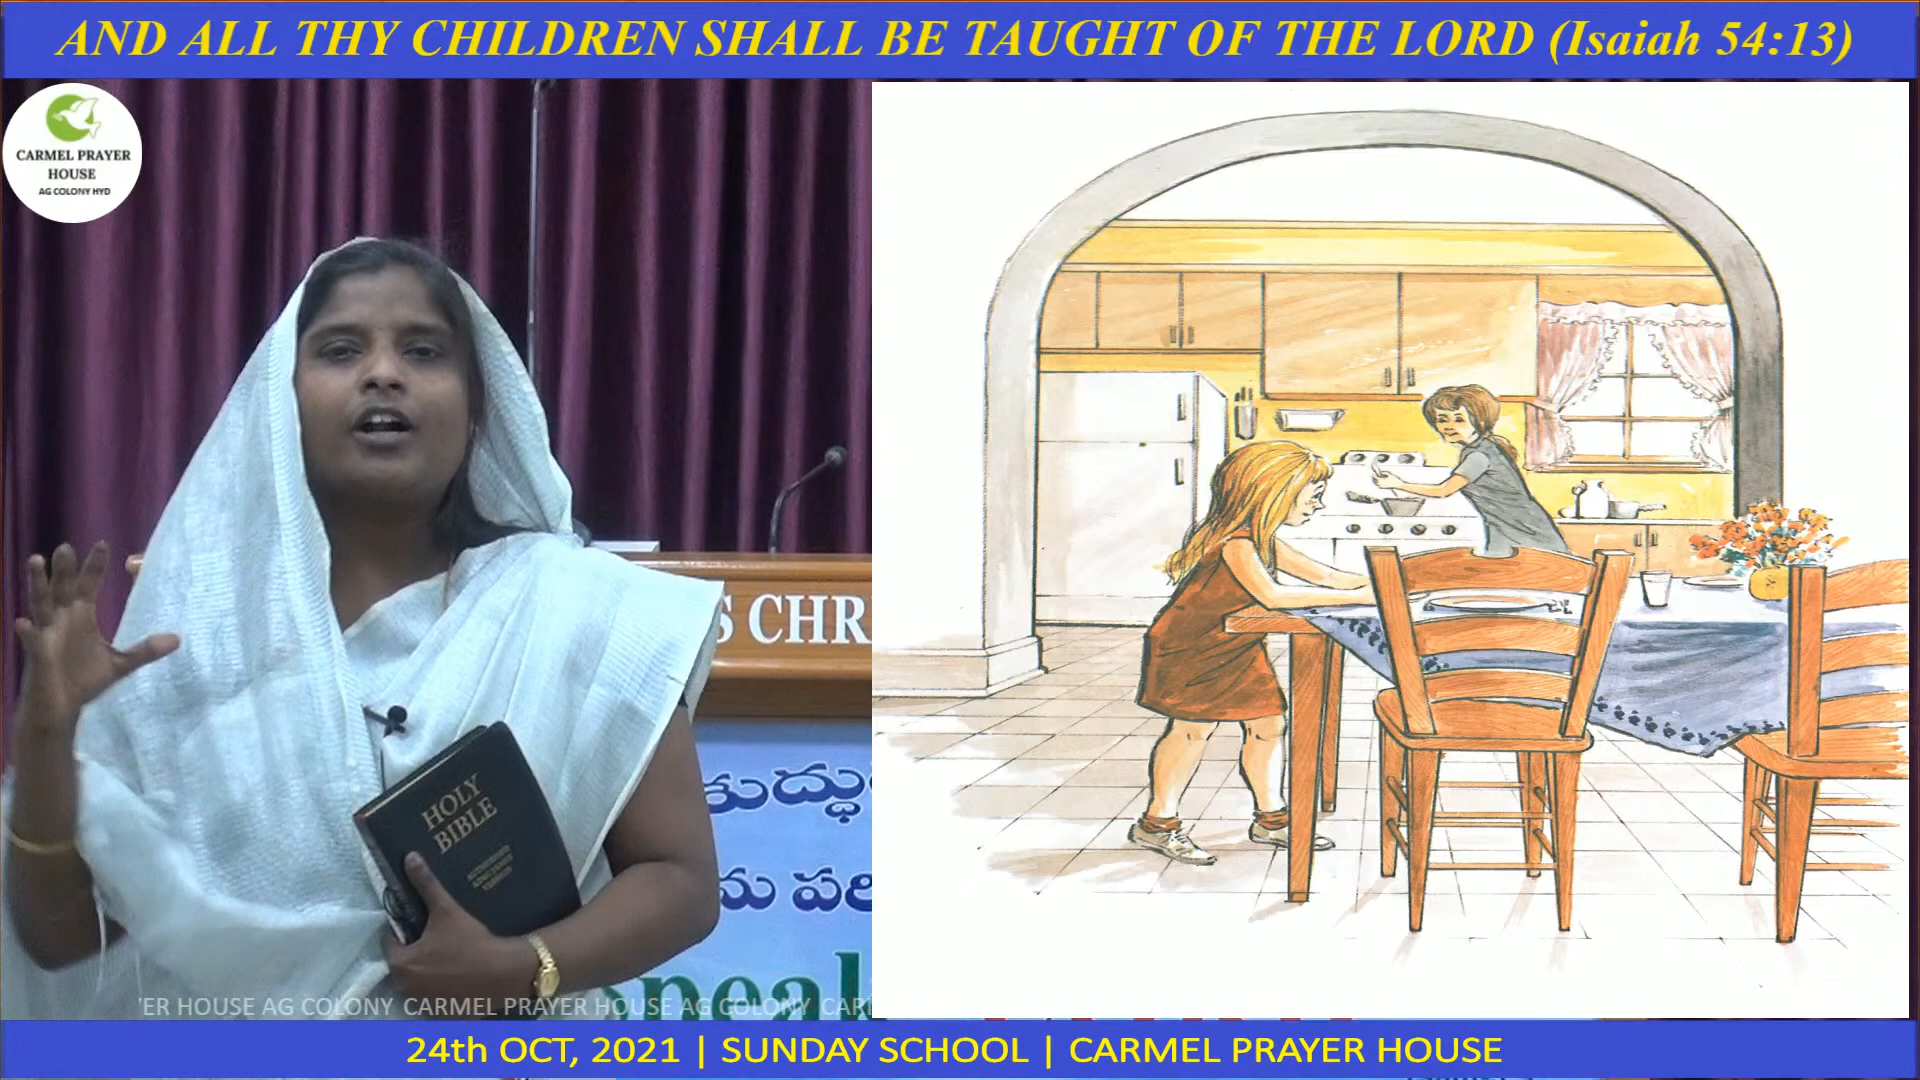 AND ALL THY CHILDREN SHALL BE TAUGHT OF THE LORD (Isaiah 54:13)
CARMEL PRAYER
HOUSE
AG COLONY HYD
S CHR
HOLY
BIBLE
ER HOUSE AG COLONY CARMEL PRAYER HOUSE AG COLONY CAR
24th OCT, 2021 | SUNDAY SCHOOL | CARMEL PRAYER HOUSE